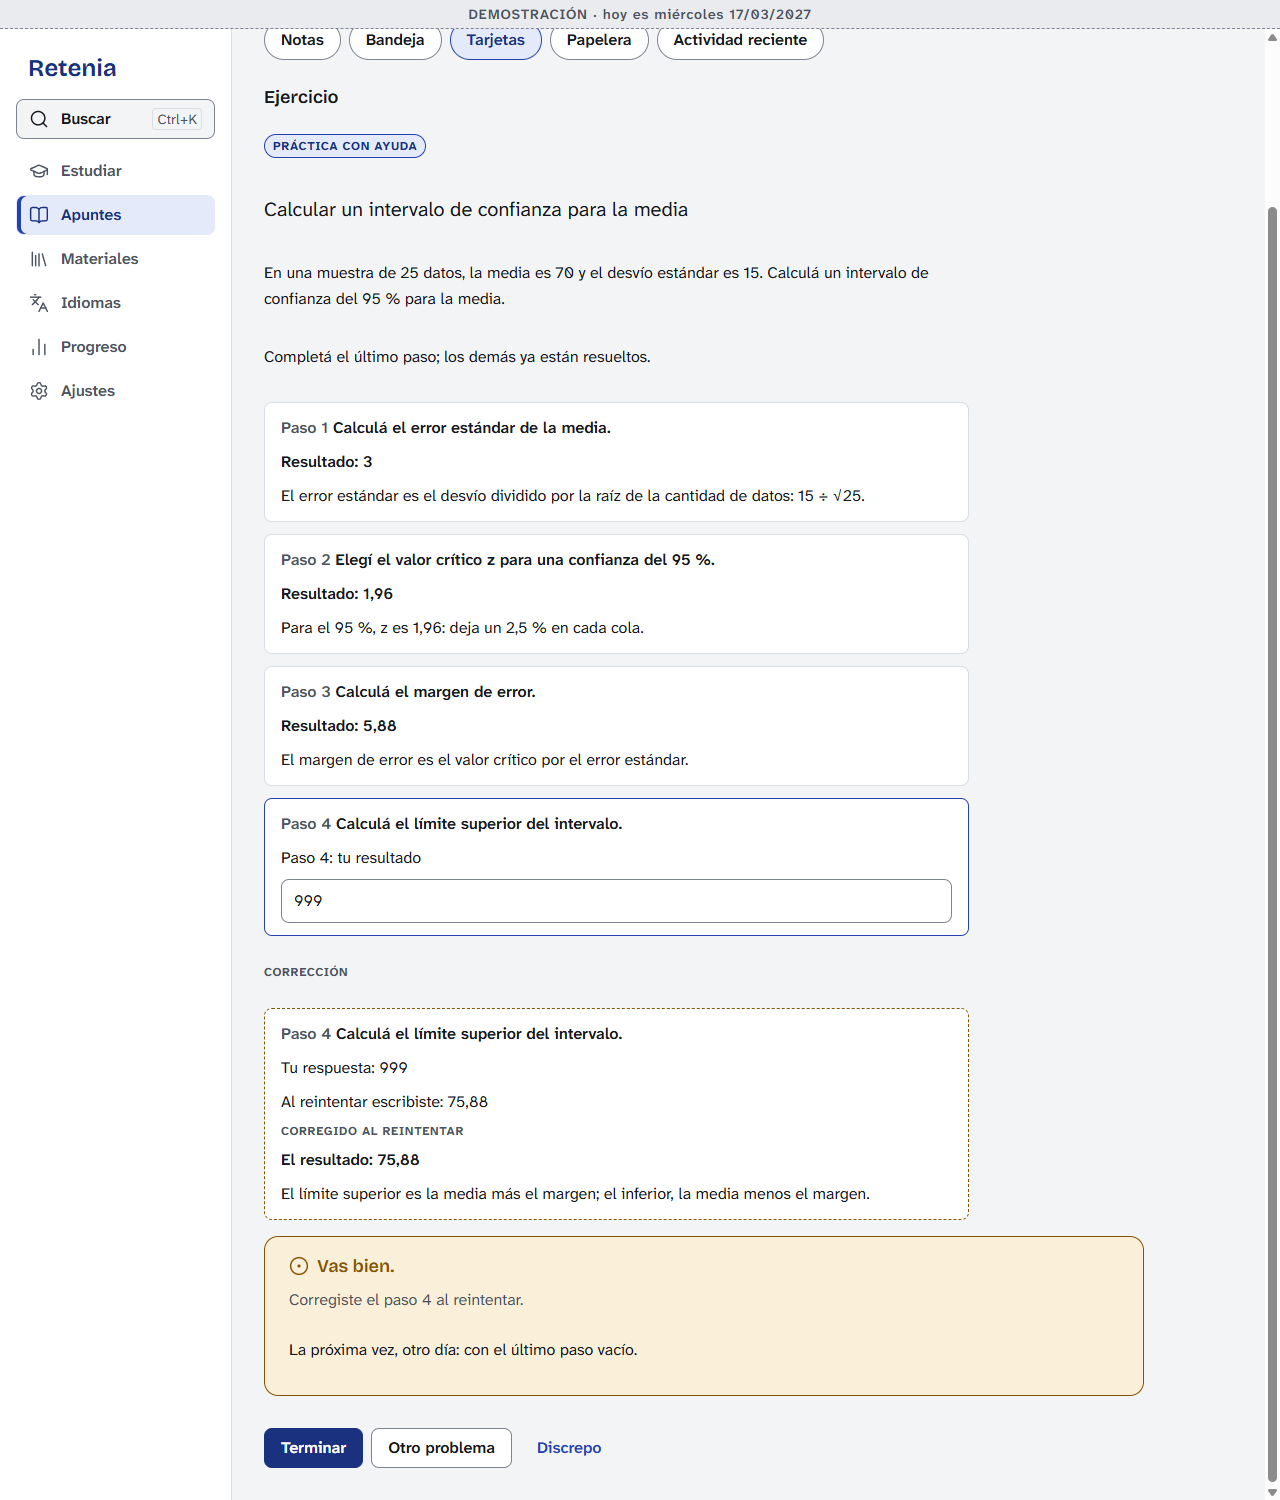 DEMOSTRACIÓN · hoy es miércoles 17/03/2027
Retenia
Buscar Ctrl+K
Estudiar
Apuntes
Materiales
Idiomas
Progreso
Ajustes
Notas Bandeja Tarjetas Papelera Actividad reciente
Ejercicio
PRÁCTICA CON AYUDA
Calcular un intervalo de confianza para la media
En una muestra de 25 datos, la media es 70 y el desvío estándar es 15. Calculá un intervalo de
confianza del 95 % para la media.
Completá el último paso; los demás ya están resueltos.
Paso 1 Calculá el error estándar de la media.
Resultado: 3
El error estándar es el desvío dividido por la raíz de la cantidad de datos: 15 ÷ √25.
Paso 2 Elegí el valor crítico z para una confianza del 95 %.
Resultado: 1,96
Para el 95 %, z es 1,96: deja un 2,5 % en cada cola.
Paso 3 Calculá el margen de error.
Resultado: 5,88
El margen de error es el valor crítico por el error estándar.
Paso 4 Calculá el límite superior del intervalo.
Paso 4: tu resultado
999
CORRECCIÓN
Paso 4 Calculá el límite superior del intervalo.
Tu respuesta: 999
Al reintentar escribiste: 75,88
CORREGIDO AL REINTENTAR
El resultado: 75,88
El límite superior es la media más el margen; el inferior, la media menos el margen.
Vas bien.
Corregiste el paso 4 al reintentar.
La próxima vez, otro día: con el último paso vacío.
Terminar Otro problema Discrepo